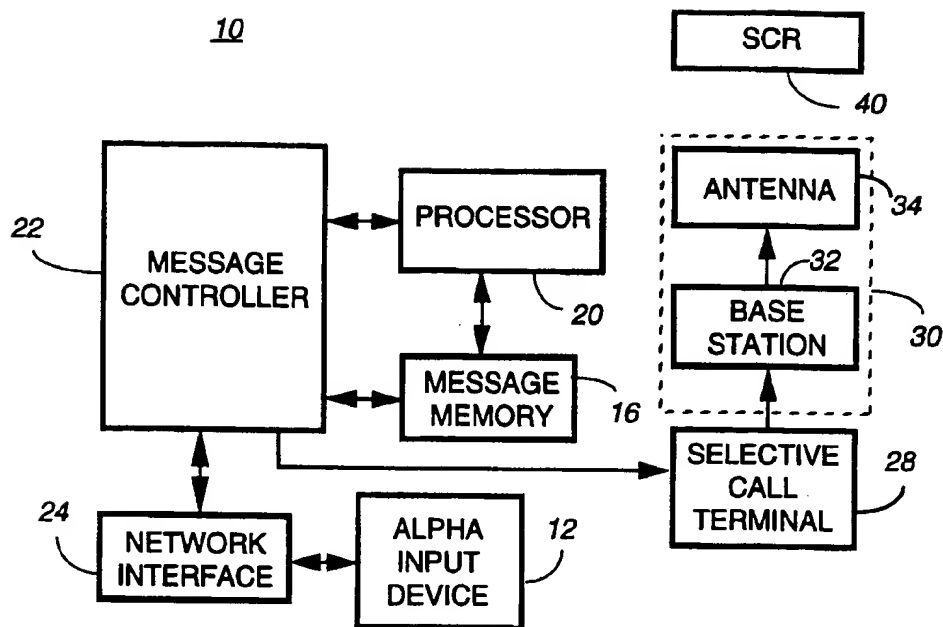 10
SCR
40
ANTENNA
34
22
MESSAGE
CONTROLLER
PROCESSOR
20
32
BASE
STATION
30
MESSAGE
MEMORY
16
SELECTIVE
CALL
TERMINAL
28
24
NETWORK
INTERFACE
ALPHA
INPUT
DEVICE
12